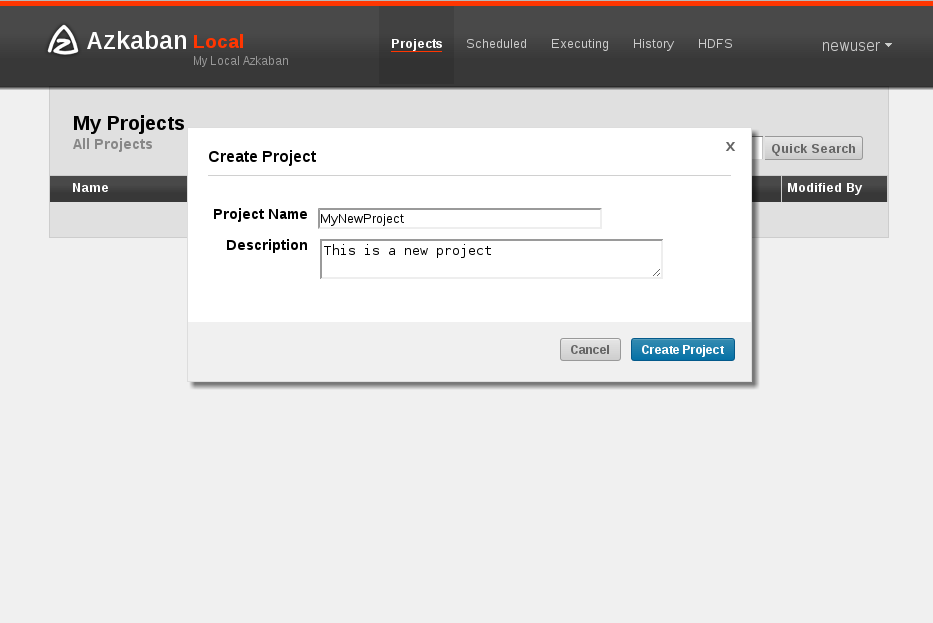 Azkaban Local
My Local Azkaban
Projects Scheduled Executing History HDFS
newuser
My Projects
All Projects
Quick Search
Name Modified By
Create Project
x
Project Name MyNewProject
Description This is a new project
Cancel Create Project